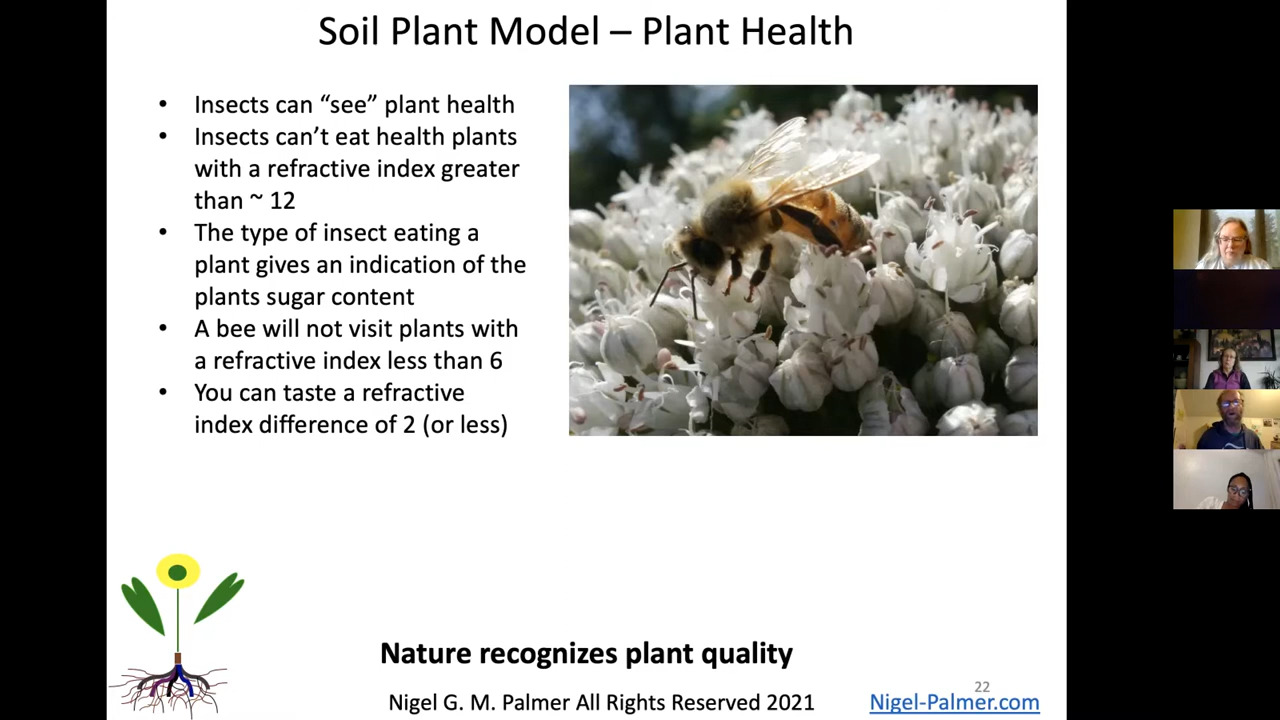 Soil Plant Model – Plant Health
• Insects can “see” plant health
• Insects can’t eat health plants
with a refractive index greater
than ~ 12
• The type of insect eating a
plant gives an indication of the
plants sugar content
• A bee will not visit plants with
a refractive index less than 6
• You can taste a refractive
index difference of 2 (or less)
Nature recognizes plant quality
22
Nigel G. M. Palmer All Rights Reserved 2021
Nigel-Palmer.com